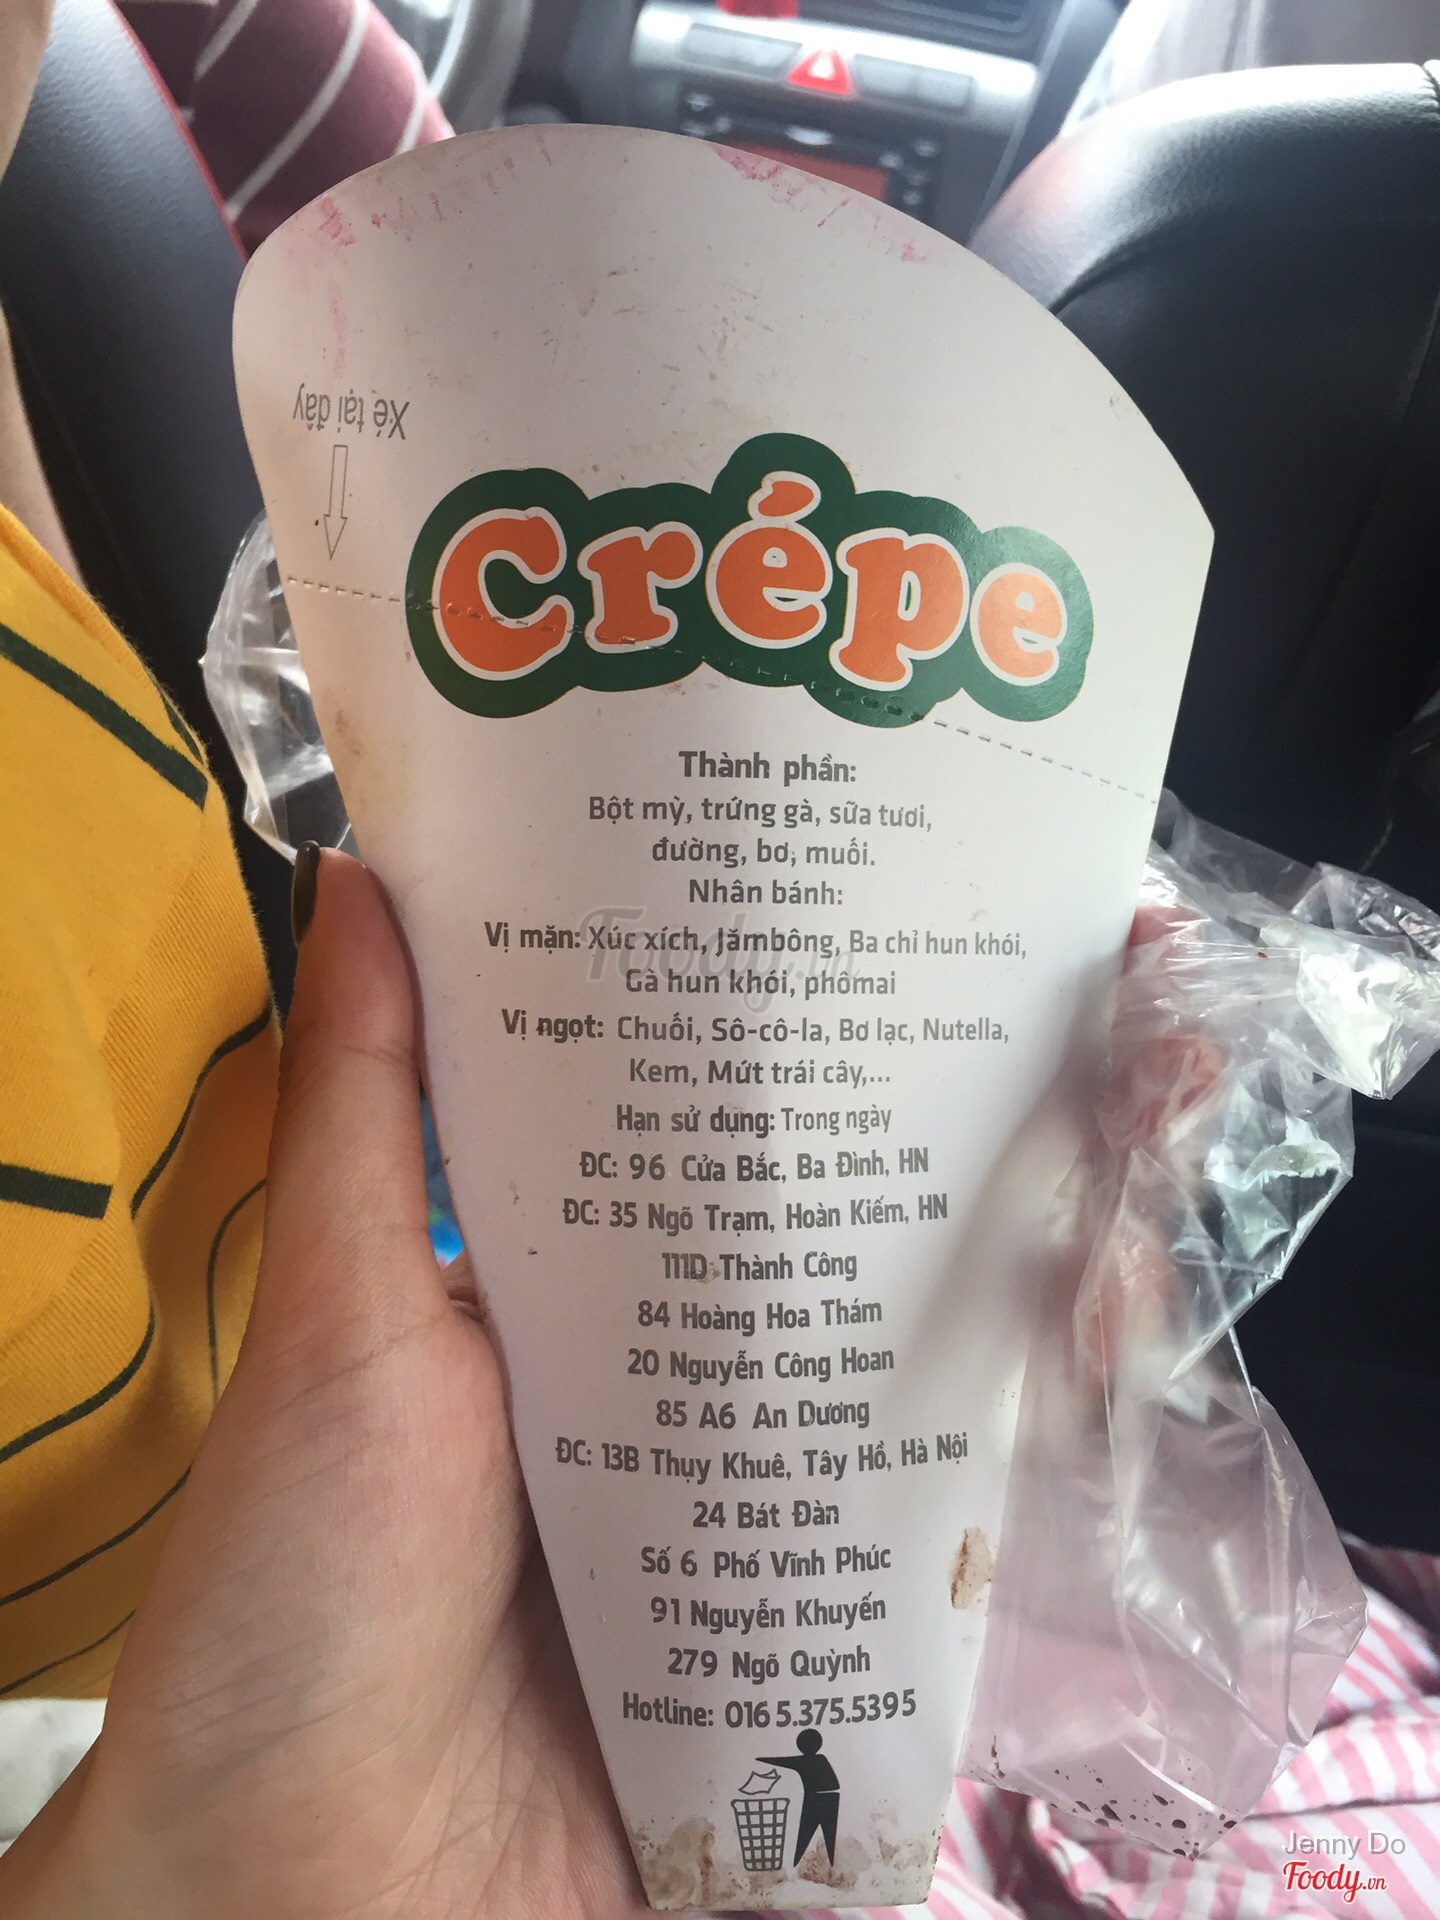 Xé tại đây
Crépe
Thành phần:
Bột mỳ, trứng gà, sữa tươi,
đường, bơ, muối.
Nhân bánh:
Vị mặn: Xúc xích, Jămbông, Ba chỉ hun khói,
Gà hun khói, phômai
Vị ngọt: Chuối, Sô-cô-la, Bơ lạc, Nutella,
Kem, Mứt trái cây,...
Hạn sử dụng: Trong ngày
ĐC: 96 Cửa Bắc, Ba Đình, HN
ĐC: 35 Ngõ Trạm, Hoàn Kiếm, HN
111D Thành Công
84 Hoàng Hoa Thám
20 Nguyễn Công Hoan
85 A6 An Dương
ĐC: 13B Thụy Khuê, Tây Hồ, Hà Nội
24 Bát Đàn
Số 6 Phố Vĩnh Phúc
91 Nguyễn Khuyến
279 Ngõ Quỳnh
Hotline: 016 5.375.5395
Foody.vn
Jenny Do
Foody.vn